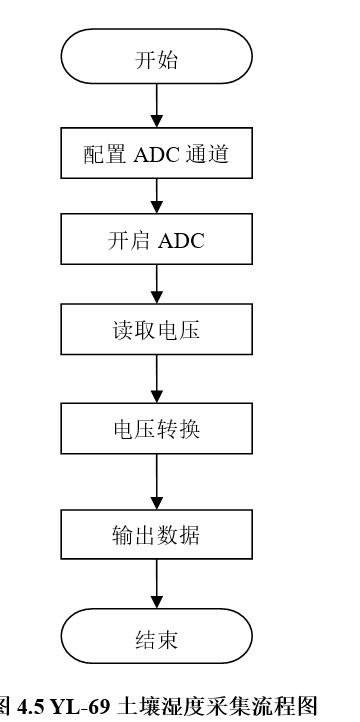 开始
配置 ADC 通道
开启 ADC
读取电压
电压转换
输出数据
结束
图 4.5 YL-69 土壤湿度采集流程图